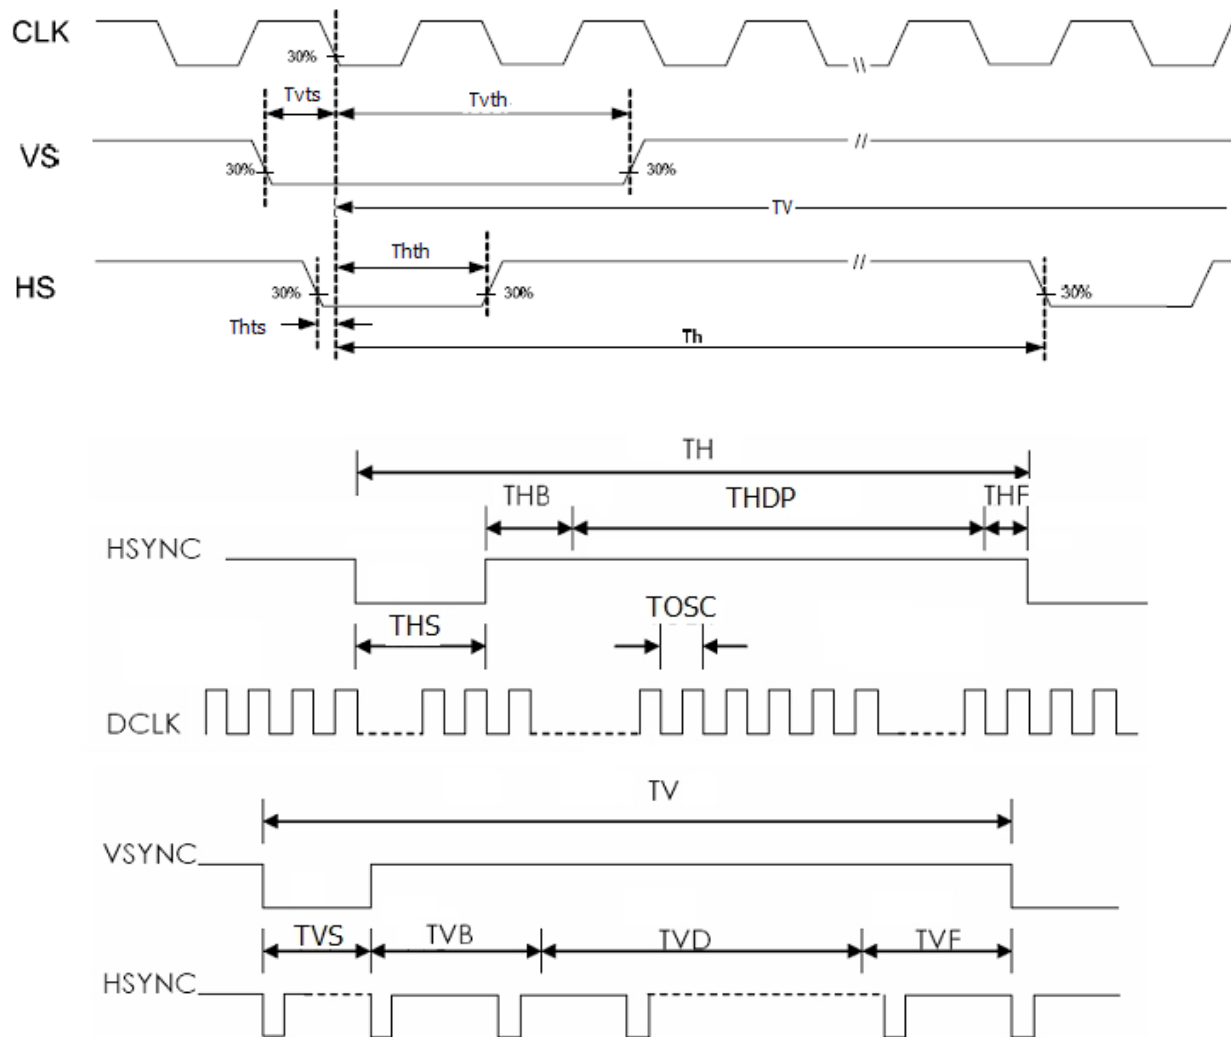 CLK
30%
Tvts
Tvth
VS
30%
30%
TV
Thth
HS
30%
30%
30%
Thts
Th
TH
THB
THDP
THF
HSYNC
TOSC
THS
DCLK
TV
VSYNC
TVS
TVB
TVD
TVF
HSYNC